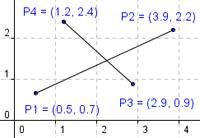 P4 = (1.2, 2.4)
P2 = (3.9, 2.2)
2
1
P1 = (0.5, 0.7)
P3 = (2.9, 0.9)
0
0 1 2 3 4